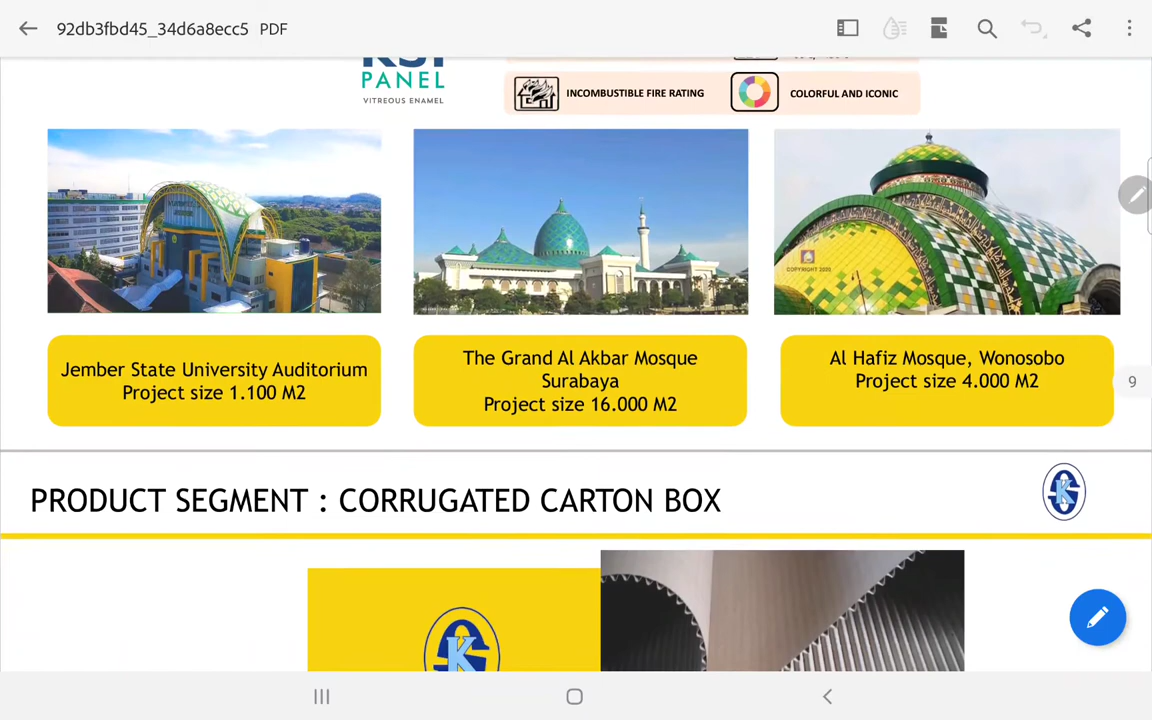 92db3fbd45_34d6a8ecc5 PDF
PANEL
VITREOUS ENAMEL
INCOMBUSTIBLE FIRE RATING
COLORFUL AND ICONIC
COPYRIGHT 2020
Jember State University Auditorium
Project size 1.100 M2
The Grand Al Akbar Mosque
Surabaya
Project size 16.000 M2
Al Hafiz Mosque, Wonosobo
Project size 4.000 M2
9
PRODUCT SEGMENT : CORRUGATED CARTON BOX
K
K